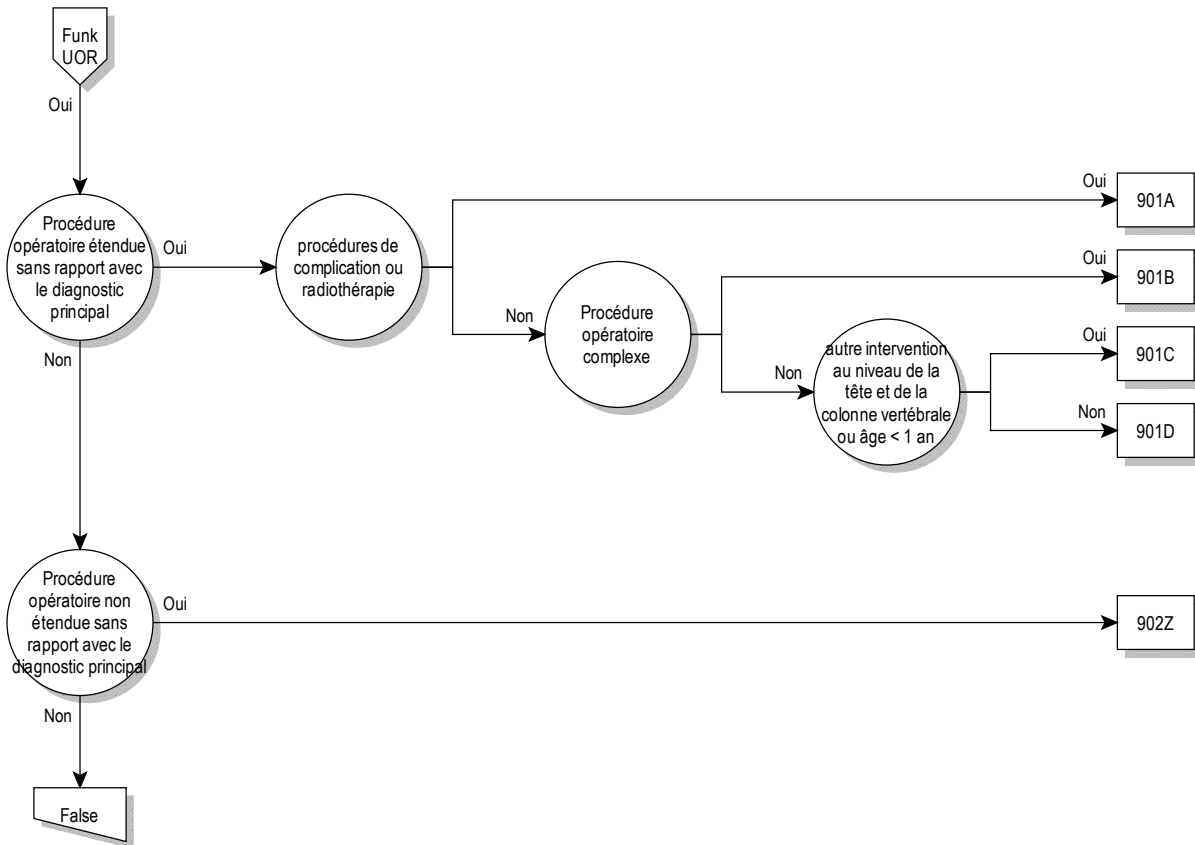 Funk
UOR
Oui
Procédure
opératoire étendue
sans rapport avec
le diagnostic
principal
Oui
procédures de
complication ou
radiothérapie
Oui
901A
Non
Procédure
opératoire
complexe
Oui
901B
Non
autre intervention
au niveau de la
tête et de la
colonne vertébrale
ou âge < 1 an
Oui
901C
Non
901D
Non
Procédure
opératoire non
étendue sans
rapport avec le
diagnostic principal
Oui
902Z
Non
False